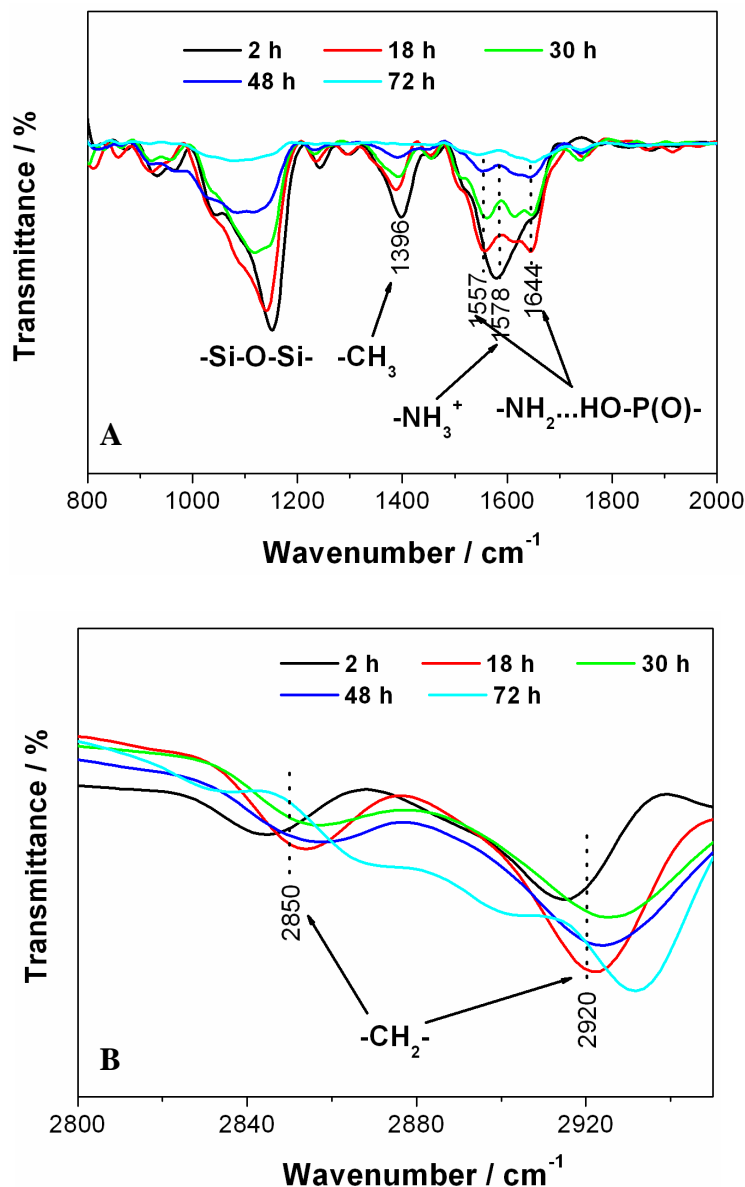 2 h 18 h 30 h
48 h 72 h
Transmittance / %
1396
1557
1578
1644
-Si-O-Si- -CH3
-NH3+ -NH2...HO-P(O)-
A
800 1000 1200 1400 1600 1800 2000
Wavenumber / cm-1
2 h 18 h 30 h
48 h 72 h
Transmittance / %
2850
2920
-CH2-
B
2800 2840 2880 2920
Wavenumber / cm-1